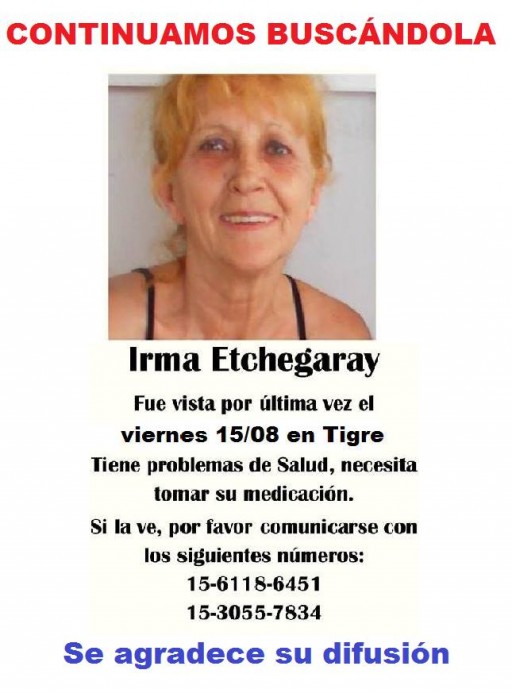 CONTINUAMOS BUSCÁNDOLA
Irma Etchegaray
Fue vista por última vez el
viernes 15/08 en Tigre
Tiene problemas de Salud, necesita
tomar su medicación.
Si la ve, por favor comunicarse con
los siguientes números:
15-6118-6451
15-3055-7834
Se agradece su difusión